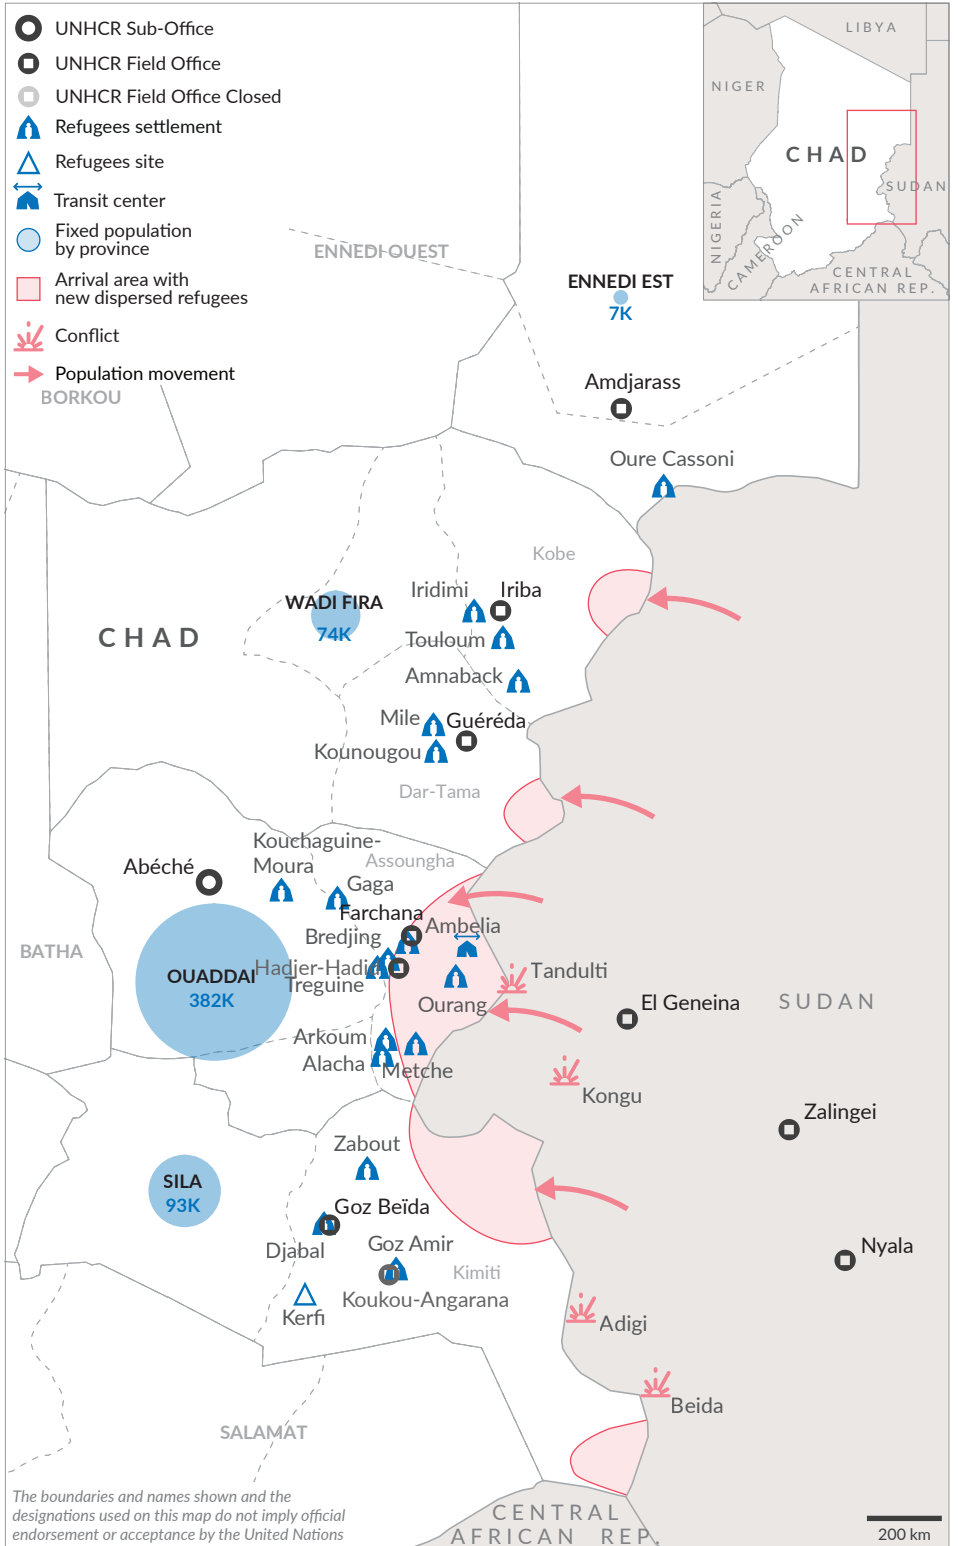 UNHCR Sub-Office
UNHCR Field Office
UNHCR Field Office Closed
Refugees settlement
Refugees site
Transit center
Fixed population
by province
Arrival area with
new dispersed refugees
Conflict
Population movement
LIBYA
NIGER
CHAD
SUDAN
NIGERIA
CAMEROON
CENTRAL
AFRICAN REP.
ENNEDI OUEST
ENNEDI EST
7K
BORKOU
Amdjarass
Oure Cassoni
Kobe
Iridimi
Iriba
WADI FIRA
74K
CHAD
Touloum
Amnaback
Mile
Guéréda
Kounougou
Dar-Tama
Kouchaguine-
Moura
Assoungha
Abéché
Gaga
Farchana
Ambelia
Bredjing
BATHA
Hadjer-Hadid
Treguine
OUADDAI
382K
Tandulti
Ourang
El Geneina
SUDAN
Arkoum
Alacha
Metche
Kongu
Zalingei
Zabout
SILA
93K
Goz Beïda
Djabal
Goz Amir
Kimiti
Nyala
Koukou-Angarana
Kerfi
Adigi
Beida
SALAMAT
The boundaries and names shown and the
designations used on this map do not imply official
endorsement or acceptance by the United Nations
CENTRAL
AFRICAN REP.
200 km